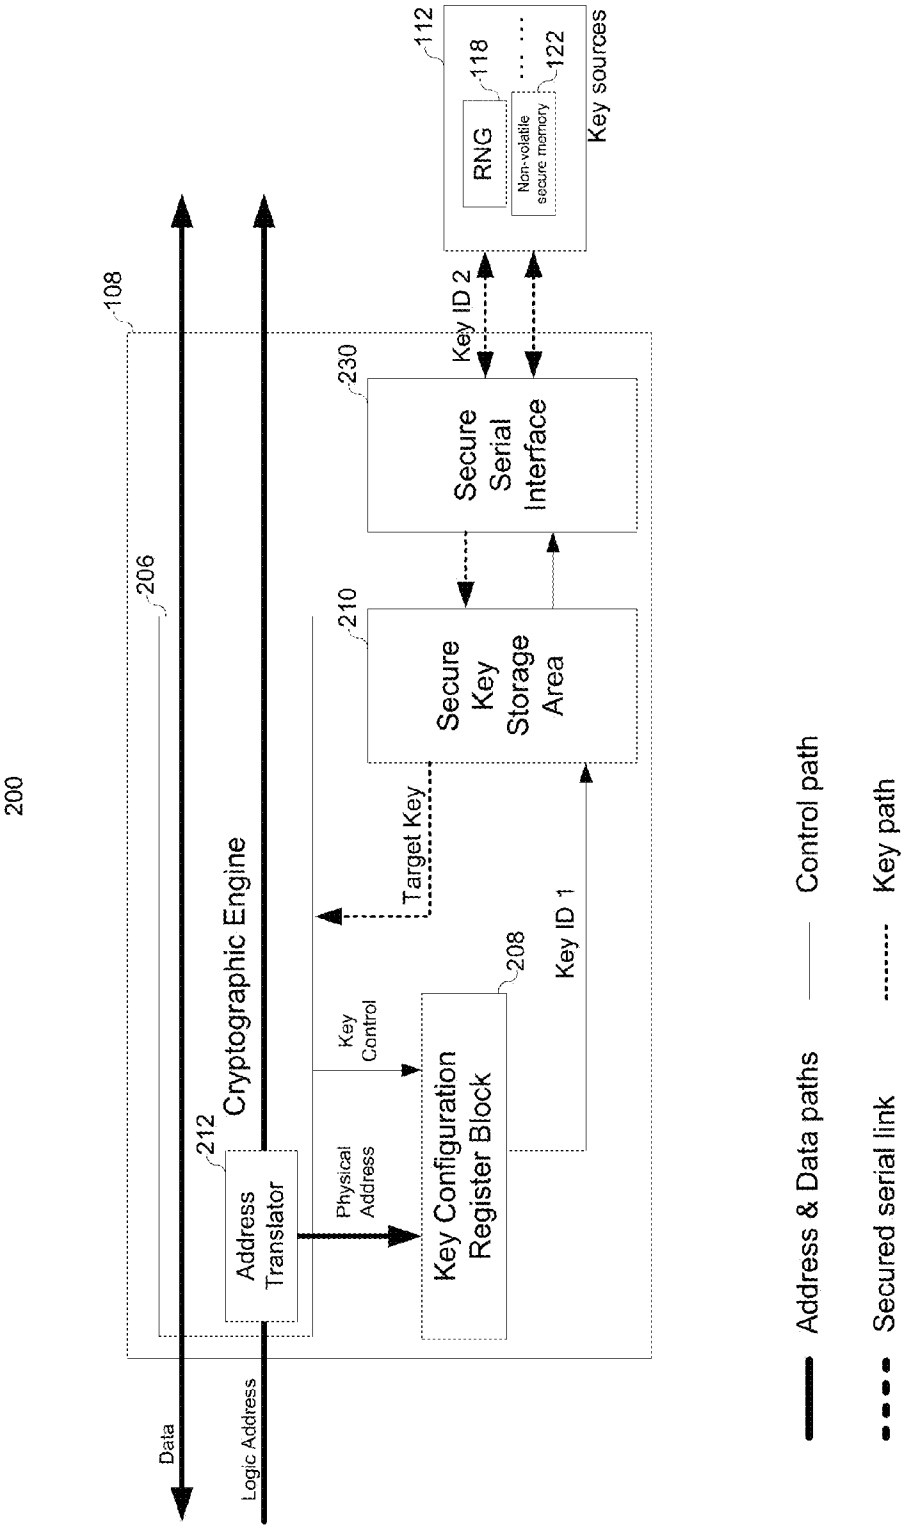 200
108
206
Data
Logic Address
212
Address
Translator
Cryptographic Engine
Physical
Address
Key
Control
Target Key
Key Configuration
Register Block
208
Key ID 1
210
Secure
Key
Storage
Area
230
Secure
Serial
Interface
Key ID 2
112
RNG
118
Non-volatile
secure memory
122
Key sources
Address & Data paths
Control path
Secured serial link
Key path